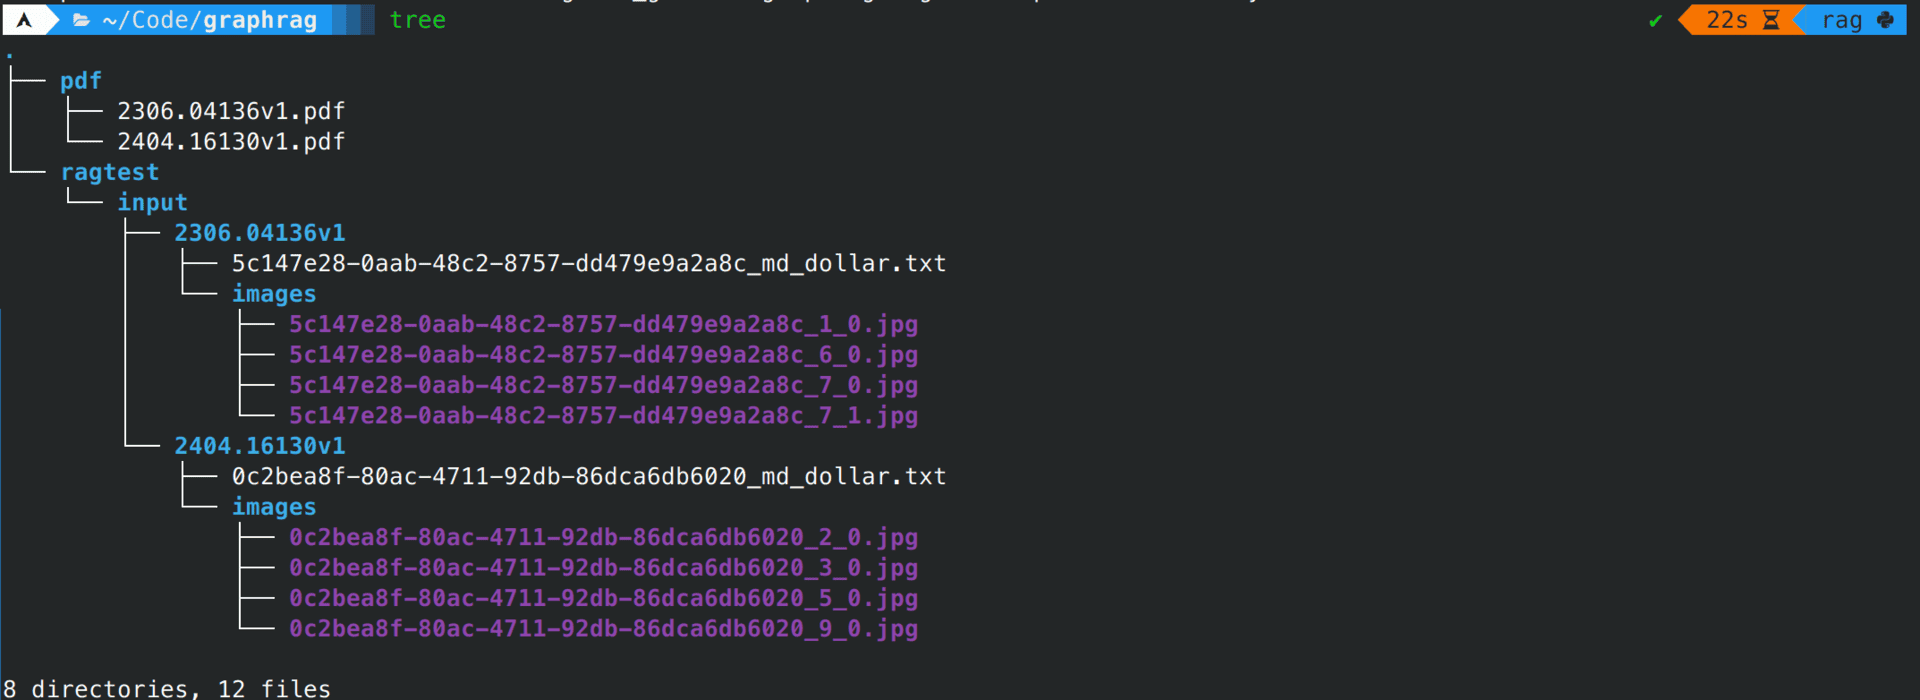 ~/Code/graphrag tree ✔ 22s rag
.
├── pdf
│   ├── 2306.04136v1.pdf
│   └── 2404.16130v1.pdf
└── ragtest
    └── input
        ├── 2306.04136v1
        │   ├── 5c147e28-0aab-48c2-8757-dd479e9a2a8c_md_dollar.txt
        │   └── images
        │       ├── 5c147e28-0aab-48c2-8757-dd479e9a2a8c_1_0.jpg
        │       ├── 5c147e28-0aab-48c2-8757-dd479e9a2a8c_6_0.jpg
        │       ├── 5c147e28-0aab-48c2-8757-dd479e9a2a8c_7_0.jpg
        │       └── 5c147e28-0aab-48c2-8757-dd479e9a2a8c_7_1.jpg
        └── 2404.16130v1
            ├── 0c2bea8f-80ac-4711-92db-86dca6db6020_md_dollar.txt
            └── images
                ├── 0c2bea8f-80ac-4711-92db-86dca6db6020_2_0.jpg
                ├── 0c2bea8f-80ac-4711-92db-86dca6db6020_3_0.jpg
                ├── 0c2bea8f-80ac-4711-92db-86dca6db6020_5_0.jpg
                └── 0c2bea8f-80ac-4711-92db-86dca6db6020_9_0.jpg
8 directories, 12 files